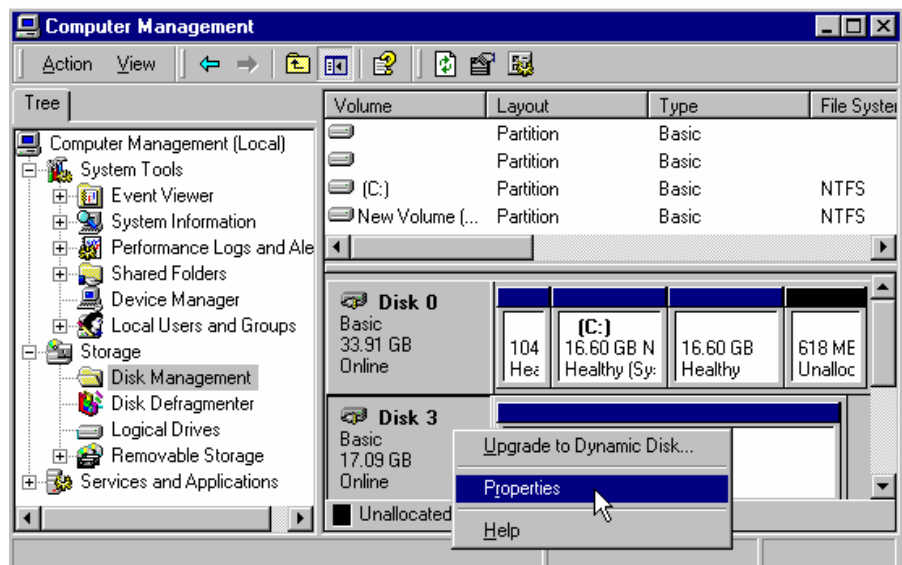 Computer Management
Action View
Tree
Computer Management (Local)
System Tools
Event Viewer
System Information
Performance Logs and Ale
Shared Folders
Device Manager
Local Users and Groups
Storage
Disk Management
Disk Defragmenter
Logical Drives
Removable Storage
Services and Applications
Volume Layout Type File System
Partition Basic
Partition Basic
(C:) Partition Basic NTFS
New Volume (... Partition Basic NTFS
Disk 0
Basic
33.91 GB
Online
104
Hea
(C:)
16.60 GB N
Healthy (Sy:
16.60 GB
Healthy
618 ME
Unalloc
Disk 3
Basic
17.09 GB
Online
Unallocated
Upgrade to Dynamic Disk...
Properties
Help